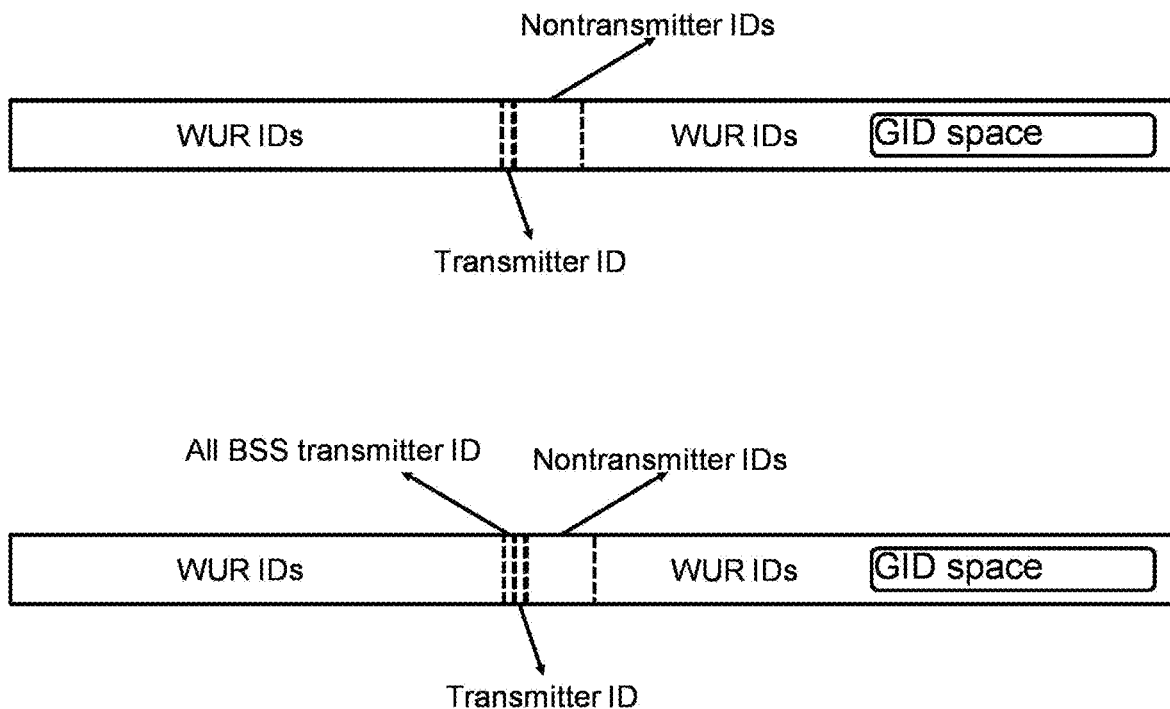 Nontransmitter IDs
WUR IDs
WUR IDs
GID space
Transmitter ID
All BSS transmitter ID
Nontransmitter IDs
WUR IDs
WUR IDs
GID space
Transmitter ID